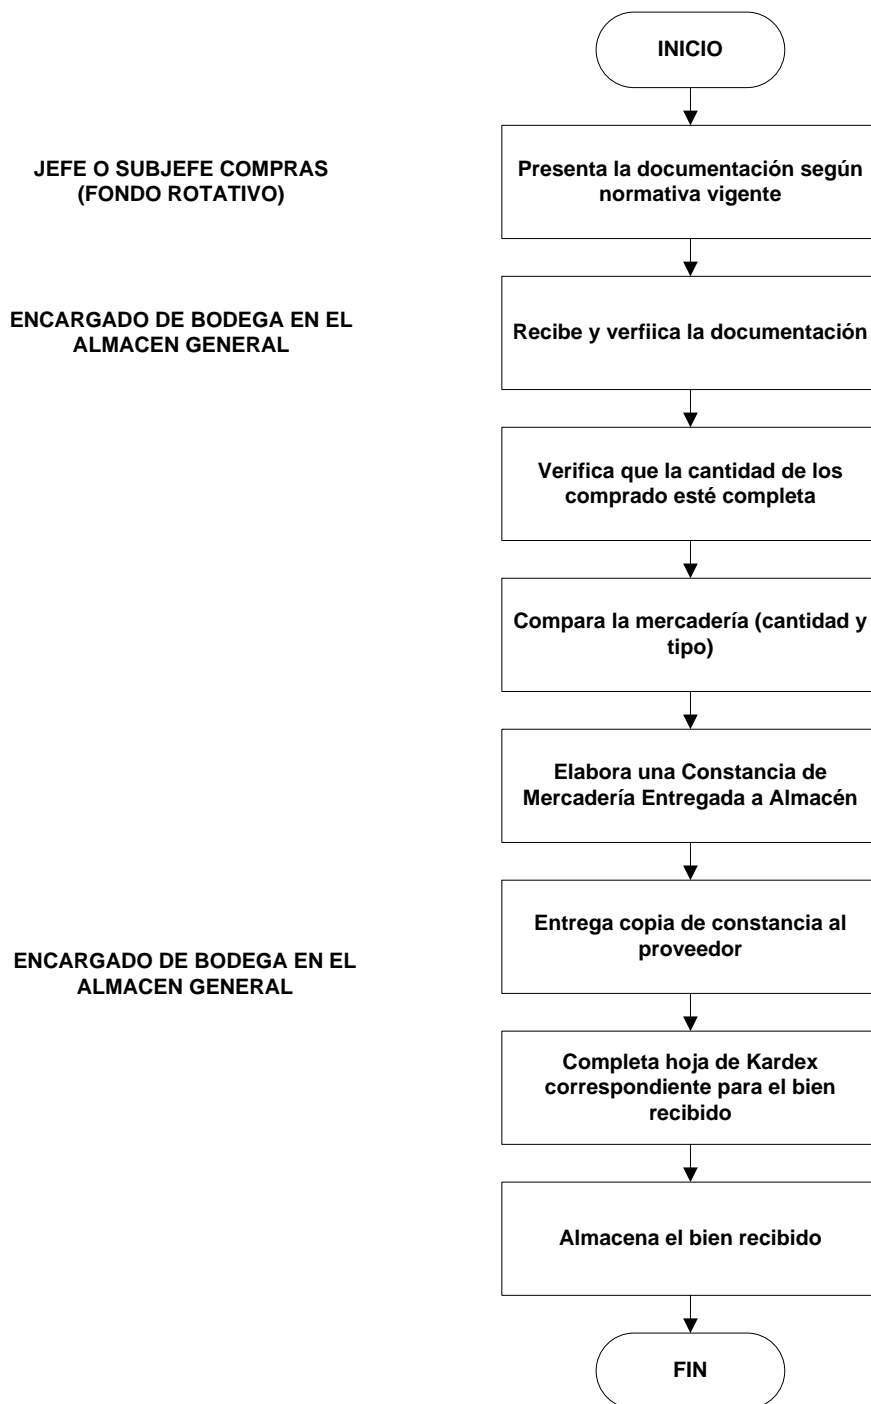 INICIO
JEFE O SUBJEFE COMPRAS
(FONDO ROTATIVO)
Presenta la documentación según
normativa vigente
ENCARGADO DE BODEGA EN EL
ALMACEN GENERAL
Recibe y verfiica la documentación
Verifica que la cantidad de los
comprado esté completa
Compara la mercadería (cantidad y
tipo)
Elabora una Constancia de
Mercadería Entregada a Almacén
Entrega copia de constancia al
proveedor
ENCARGADO DE BODEGA EN EL
ALMACEN GENERAL
Completa hoja de Kardex
correspondiente para el bien
recibido
Almacena el bien recibido
FIN